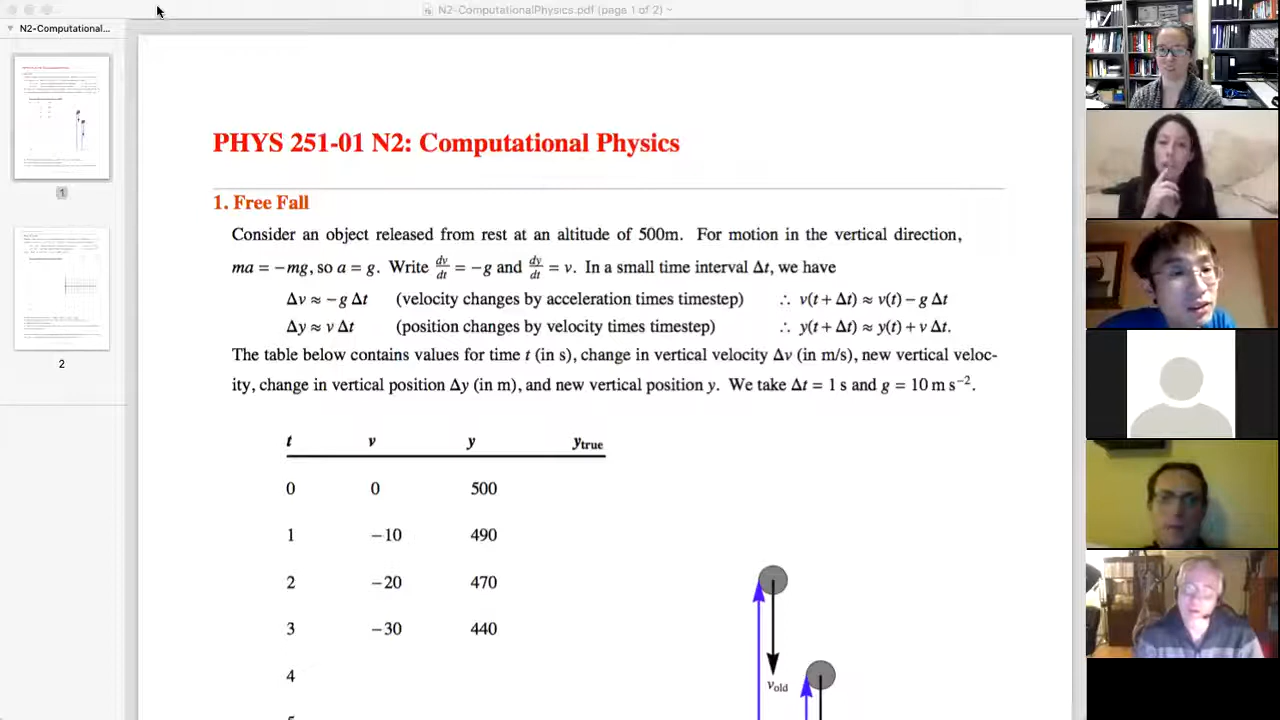 N2-ComputationalPhysics.pdf (page 1 of 2)
N2-Computational...
1
2
PHYS 251-01 N2: Computational Physics
1. Free Fall
Consider an object released from rest at an altitude of 500m. For motion in the vertical direction,
ma = −mg, so a = g. Write dv/dt = −g and dy/dt = v. In a small time interval Δt, we have
Δv ≈ −g Δt (velocity changes by acceleration times timestep) ∴ v(t + Δt) ≈ v(t) − g Δt
Δy ≈ v Δt (position changes by velocity times timestep) ∴ y(t + Δt) ≈ y(t) + v Δt.
The table below contains values for time t (in s), change in vertical velocity Δv (in m/s), new vertical veloc-
ity, change in vertical position Δy (in m), and new vertical position y. We take Δt = 1 s and g = 10 m s⁻².
t v y ytrue
0 0 500
1 −10 490
2 −20 470
3 −30 440
4
vold